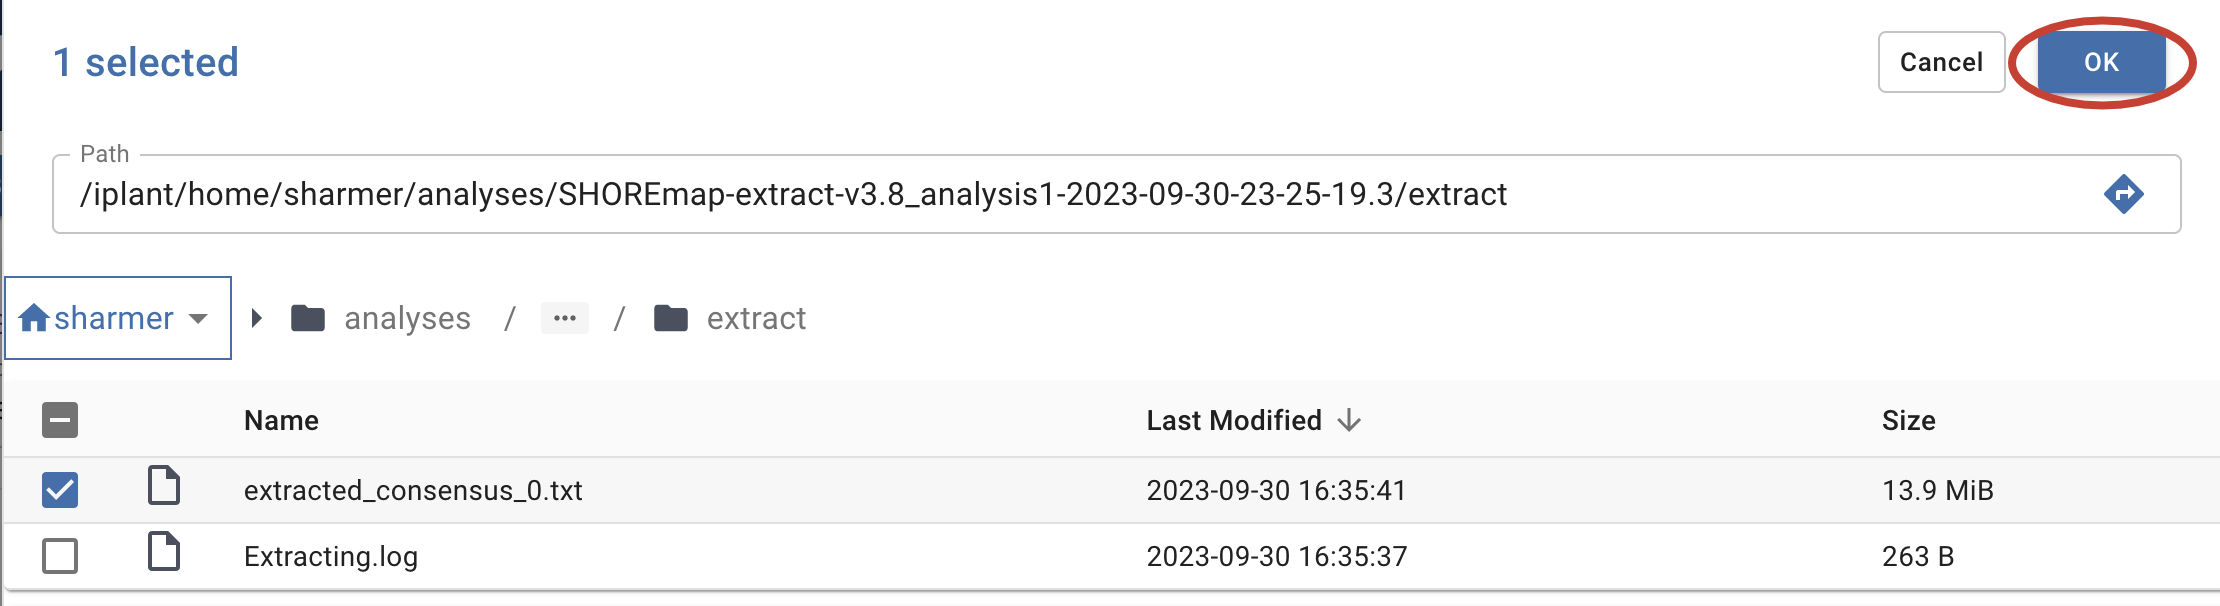 1 selected
Cancel
OK
Path
/iplant/home/sharmer/analyses/SHOREmap-extract-v3.8_analysis1-2023-09-30-23-25-19.3/extract
sharmer analyses / ... / extract
Name Last Modified Size
extracted_consensus_0.txt 2023-09-30 16:35:41 13.9 MiB
Extracting.log 2023-09-30 16:35:37 263 B